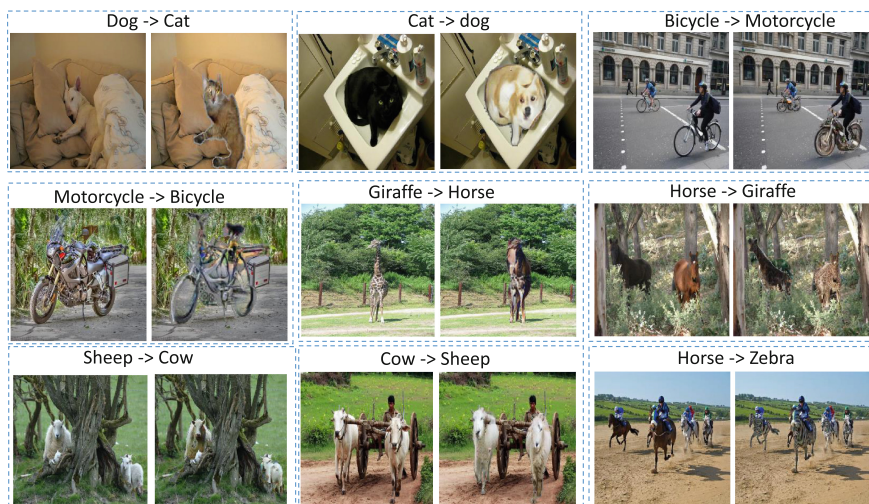 Dog -> Cat
Cat -> dog
Bicycle -> Motorcycle
Motorcycle -> Bicycle
Giraffe -> Horse
Horse -> Giraffe
Sheep -> Cow
Cow -> Sheep
Horse -> Zebra